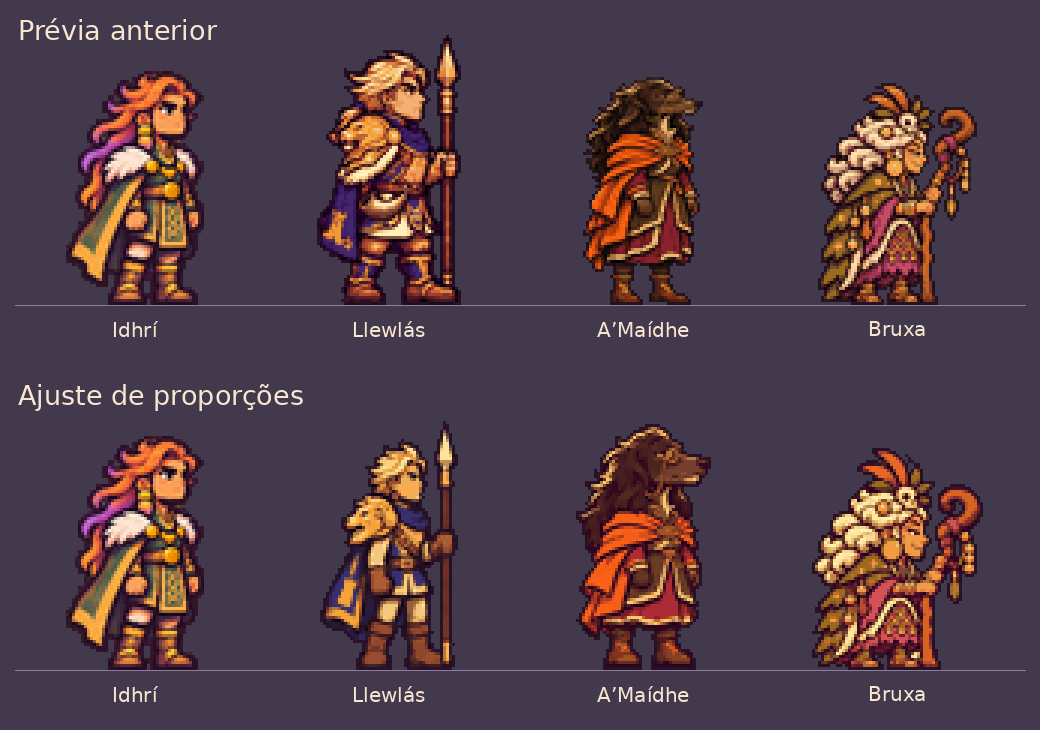 Prévia anterior
Idhrí
Llewlás
A’Maídhe
Bruxa
Ajuste de proporções
Idhrí
Llewlás
A’Maídhe
Bruxa